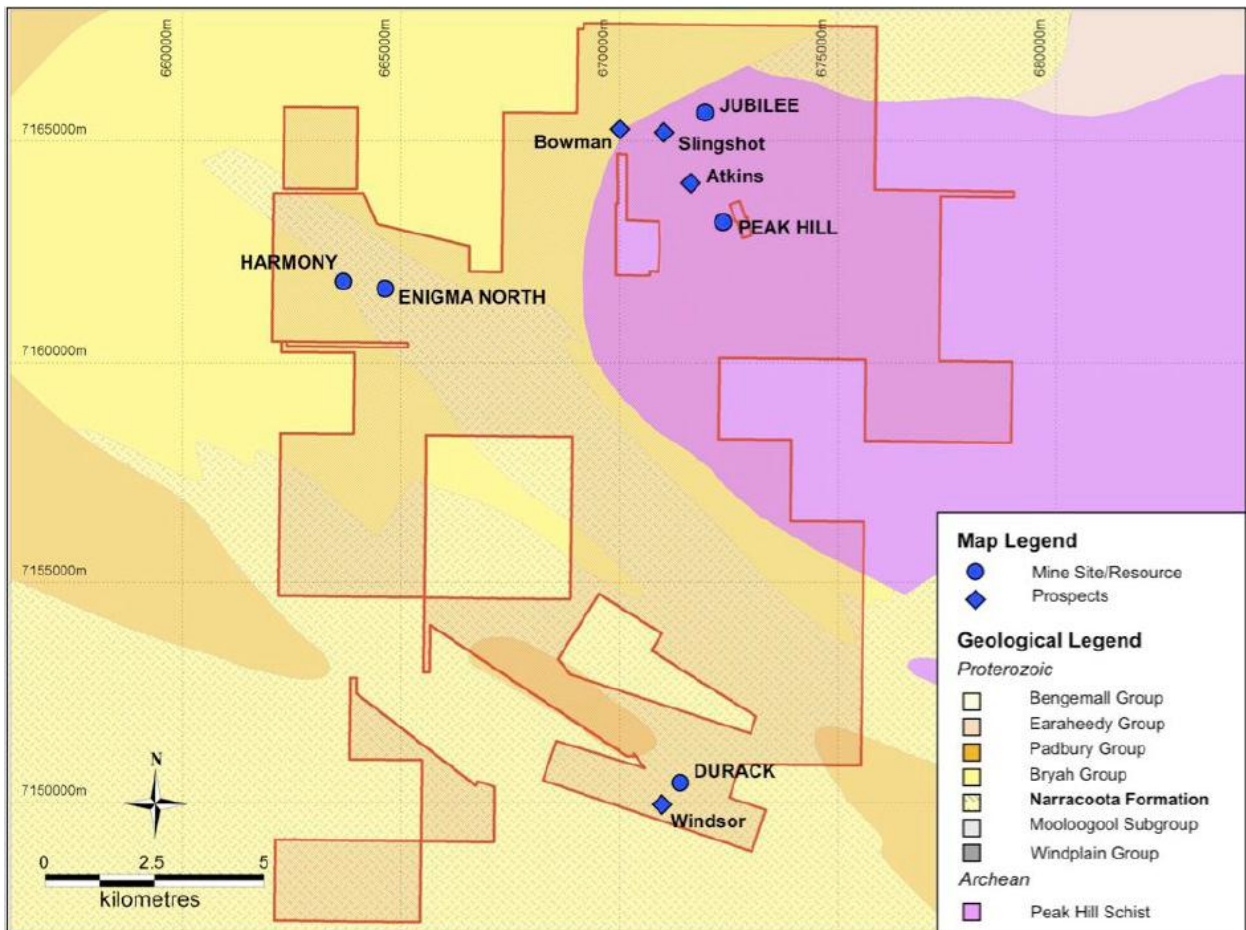 660000m
665000m
670000m
675000m
680000m
7165000m
JUBILEE
Bowman
Slingshot
Atkins
PEAK HILL
HARMONY
ENIGMA NORTH
7160000m
7155000m
7150000m
DURACK
Windsor
N
0 2.5 5
kilometres
Map Legend
Mine Site/Resource
Prospects
Geological Legend
Proterozoic
Bengemall Group
Earaheedy Group
Padbury Group
Bryah Group
Narracoota Formation
Mooloogool Subgroup
Windplain Group
Archean
Peak Hill Schist